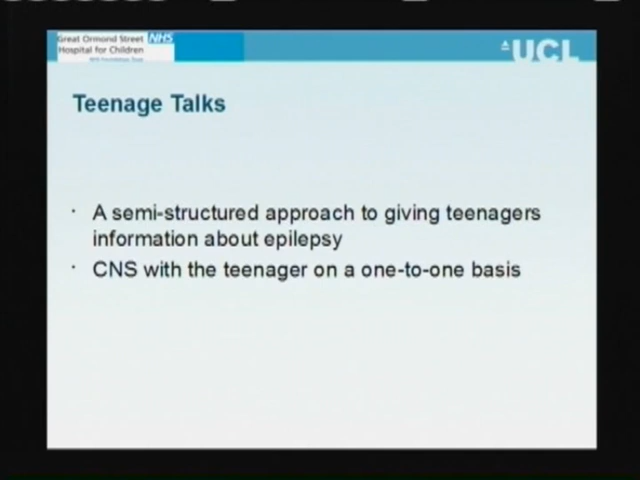 Great Ormond Street NHS
Hospital for Children
NHS Foundation Trust
UCL
Teenage Talks
· A semi-structured approach to giving teenagers
information about epilepsy
· CNS with the teenager on a one-to-one basis